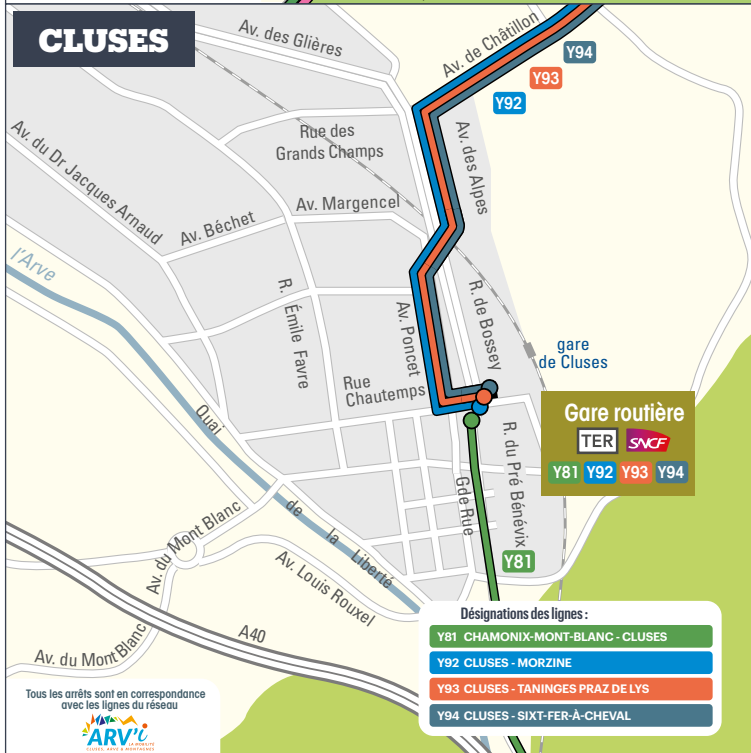 CLUSES
Av. des Glières
Av. de Châtillon
Y94
Y93
Y92
Rue des
Grands Champs
Av. des Alpes
Av. du Dr Jacques Arnaud
Av. Margencel
Av. Béchet
l'Arve
R. Émile Favre
Av. Poncet
R. de Bossey
gare
de Cluses
Rue
Chautemps
Gare routière
TER SNCF
Y81 Y92 Y93 Y94
Quai de la Liberté
R. du Pré Bénévix
Gde Rue
Av. du Mont Blanc
Y81
Av. Louis Rouxel
A40
Av. du Mont Blanc
Désignations des lignes :
Y81 CHAMONIX-MONT-BLANC - CLUSES
Y92 CLUSES - MORZINE
Y93 CLUSES - TANINGES PRAZ DE LYS
Y94 CLUSES - SIXT-FER-À-CHEVAL
Tous les arrêts sont en correspondance
avec les lignes du réseau
ARV'i
LA MOBILITÉ
CLUSES, ARVE & MONTAGNES